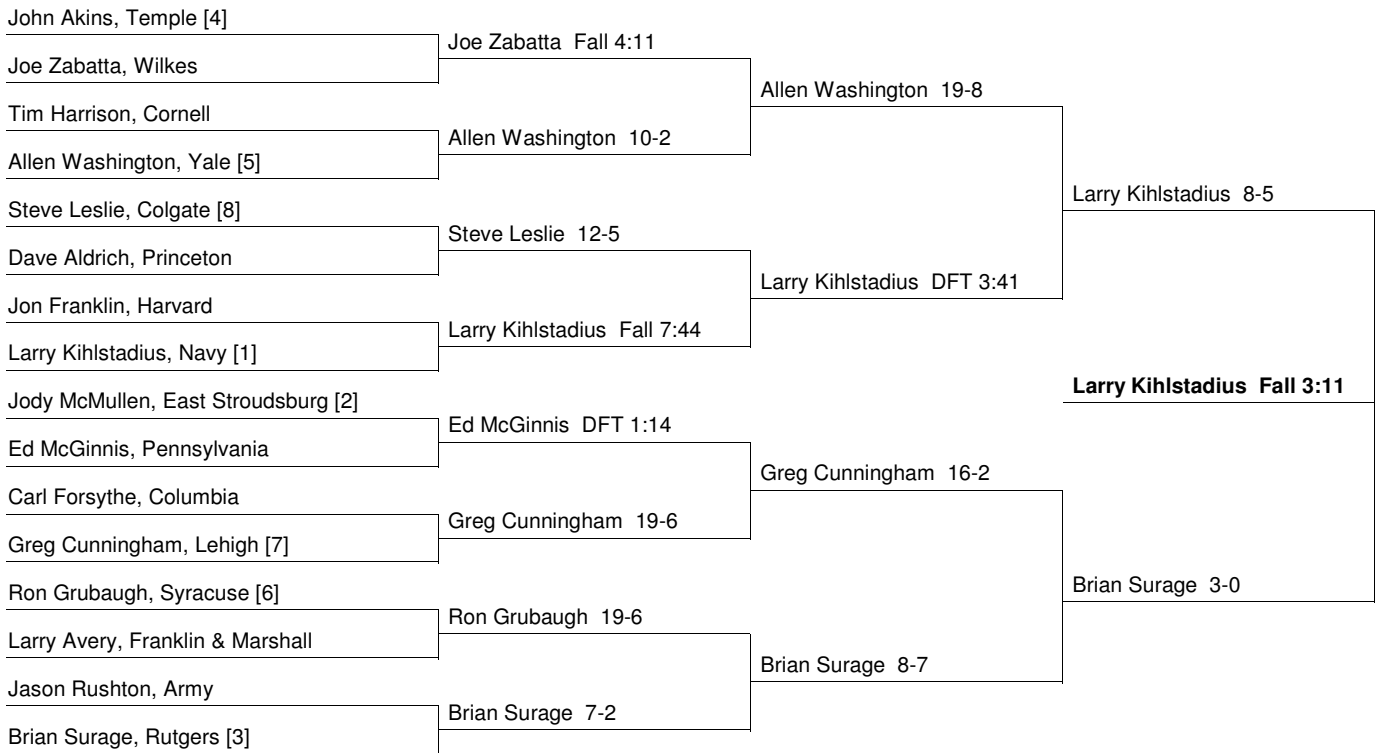 John Akins, Temple [4]
Joe Zabatta, Wilkes
Tim Harrison, Cornell
Allen Washington, Yale [5]
Steve Leslie, Colgate [8]
Dave Aldrich, Princeton
Jon Franklin, Harvard
Larry Kihlstadius, Navy [1]
Jody McMullen, East Stroudsburg [2]
Ed McGinnis, Pennsylvania
Carl Forsythe, Columbia
Greg Cunningham, Lehigh [7]
Ron Grubaugh, Syracuse [6]
Larry Avery, Franklin & Marshall
Jason Rushton, Army
Brian Surage, Rutgers [3]
Joe Zabatta Fall 4:11
Allen Washington 10-2
Steve Leslie 12-5
Larry Kihlstadius Fall 7:44
Ed McGinnis DFT 1:14
Greg Cunningham 19-6
Ron Grubaugh 19-6
Brian Surage 7-2
Allen Washington 19-8
Larry Kihlstadius DFT 3:41
Greg Cunningham 16-2
Brian Surage 8-7
Larry Kihlstadius 8-5
Larry Kihlstadius Fall 3:11
Brian Surage 3-0